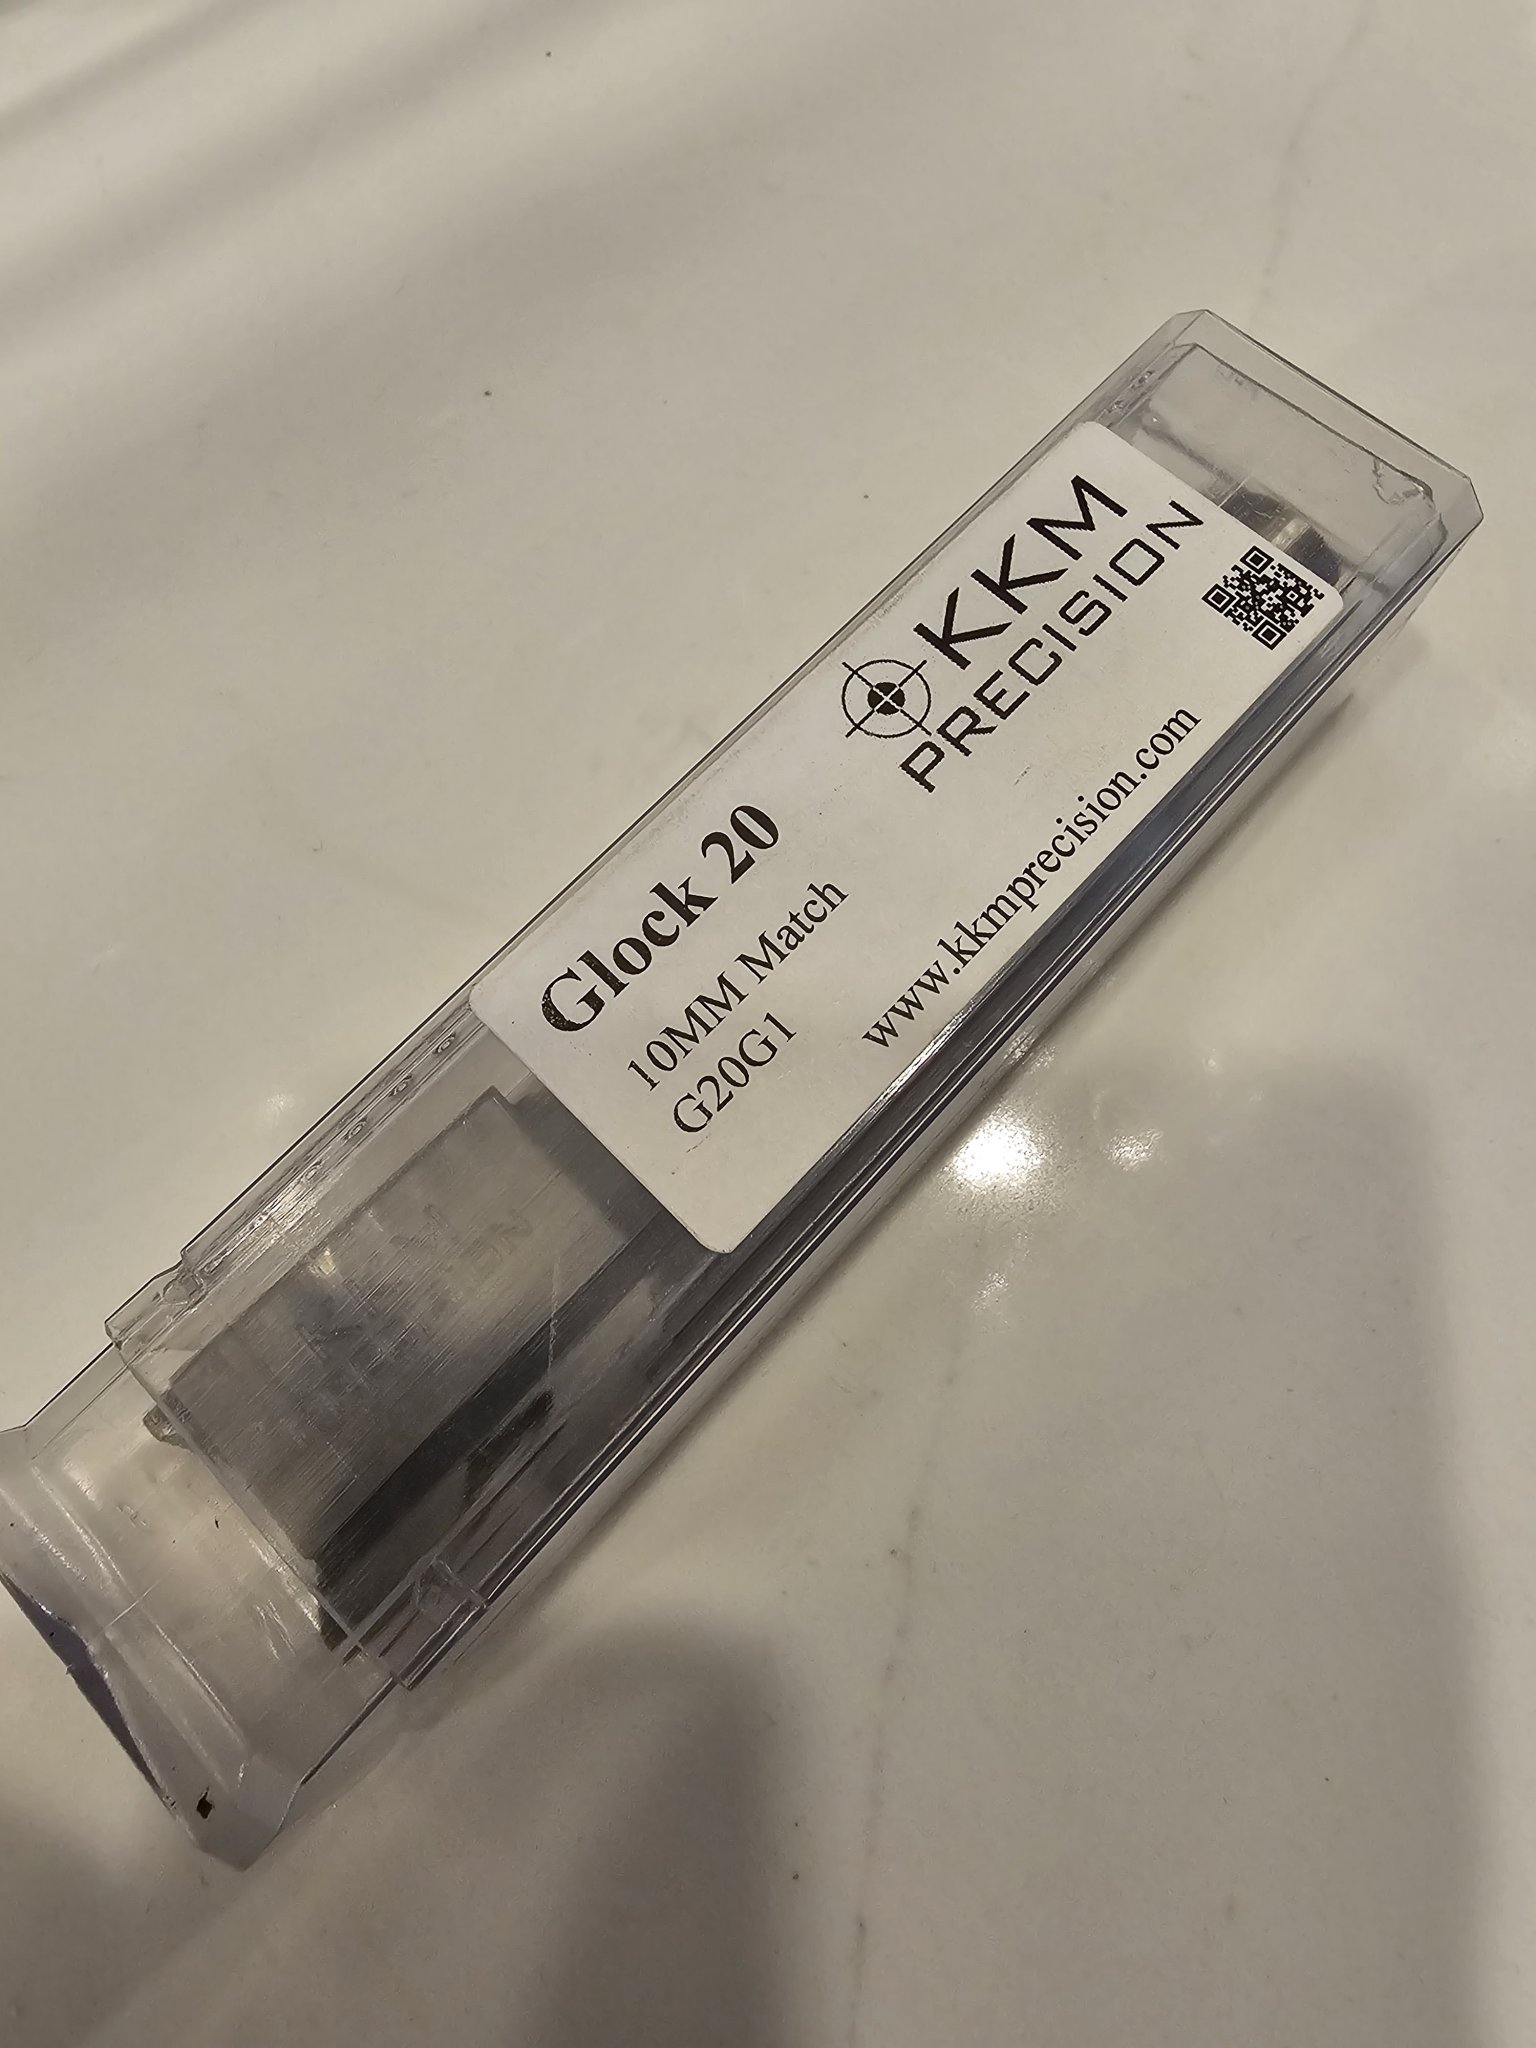 KKM
PRECISION
Glock 20
10MM Match
G20G1
www.kkmprecision.com